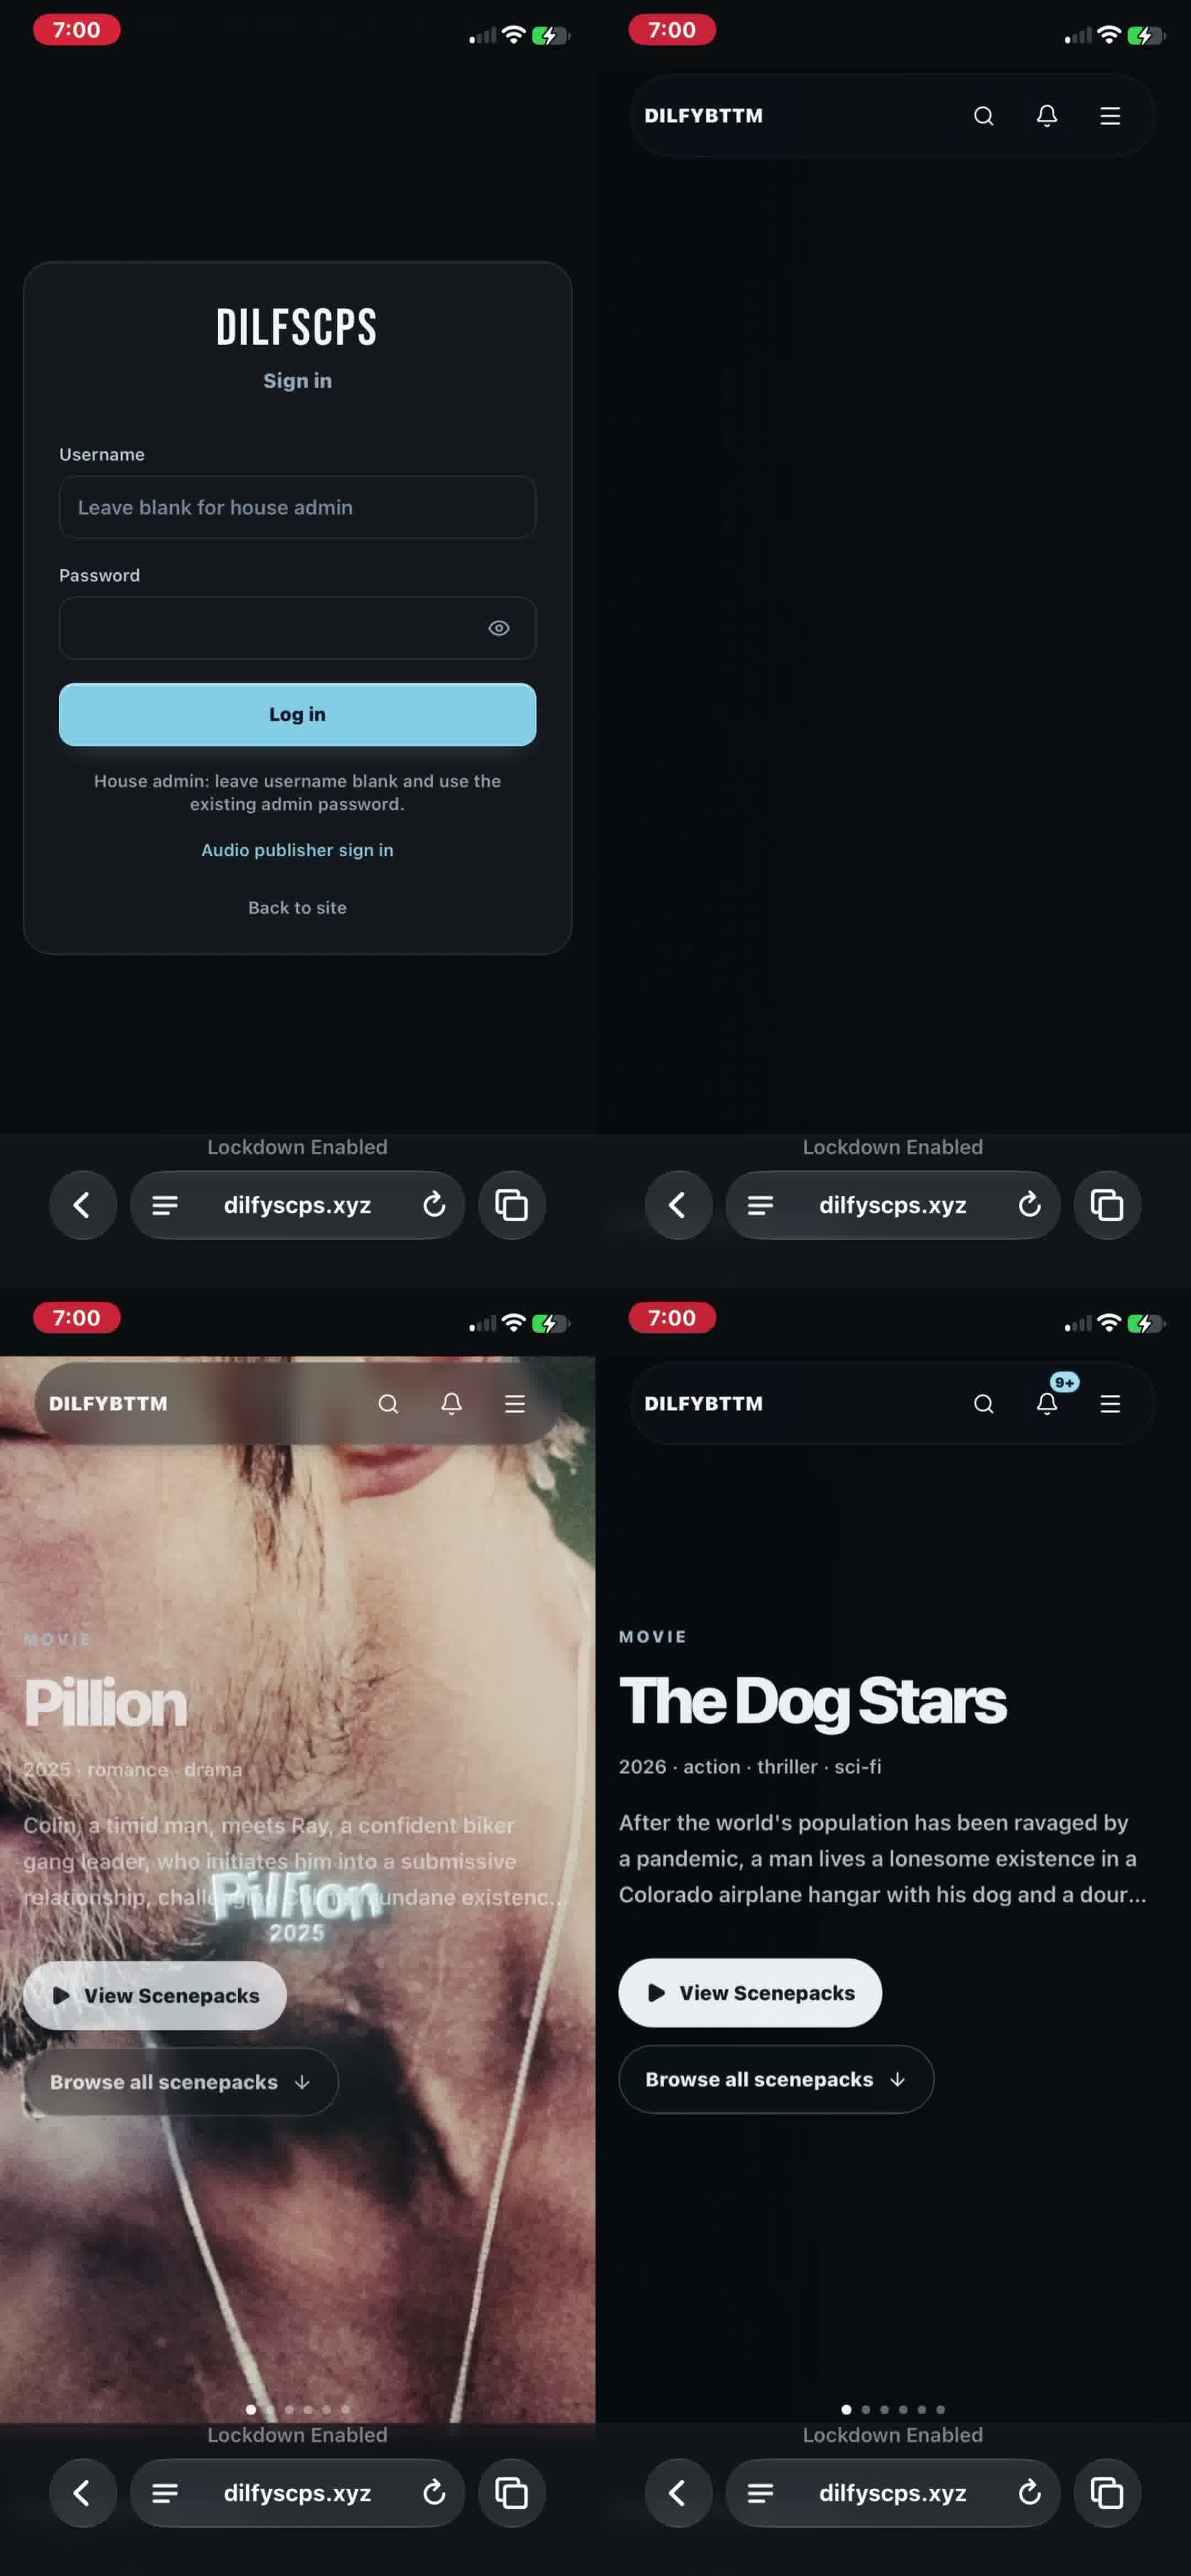 7:00
DILFSCPS
Sign in
Username
Leave blank for house admin
Password
Log in
House admin: leave username blank and use the
existing admin password.
Audio publisher sign in
Back to site
Lockdown Enabled
dilfyscps.xyz
7:00
DILFYBTTM
Lockdown Enabled
dilfyscps.xyz
7:00
DILFYBTTM
MOVIE
Pillion
2025 · romance · drama
Colin, a timid man, meets Ray, a confident biker
gang leader, who initiates him into a submissive
relationship, challenging Colin's mundane existenc...
Pillion
2025
View Scenepacks
Browse all scenepacks
Lockdown Enabled
dilfyscps.xyz
7:00
DILFYBTTM
9+
MOVIE
The Dog Stars
2026 · action · thriller · sci-fi
After the world's population has been ravaged by
a pandemic, a man lives a lonesome existence in a
Colorado airplane hangar with his dog and a dour...
View Scenepacks
Browse all scenepacks
Lockdown Enabled
dilfyscps.xyz